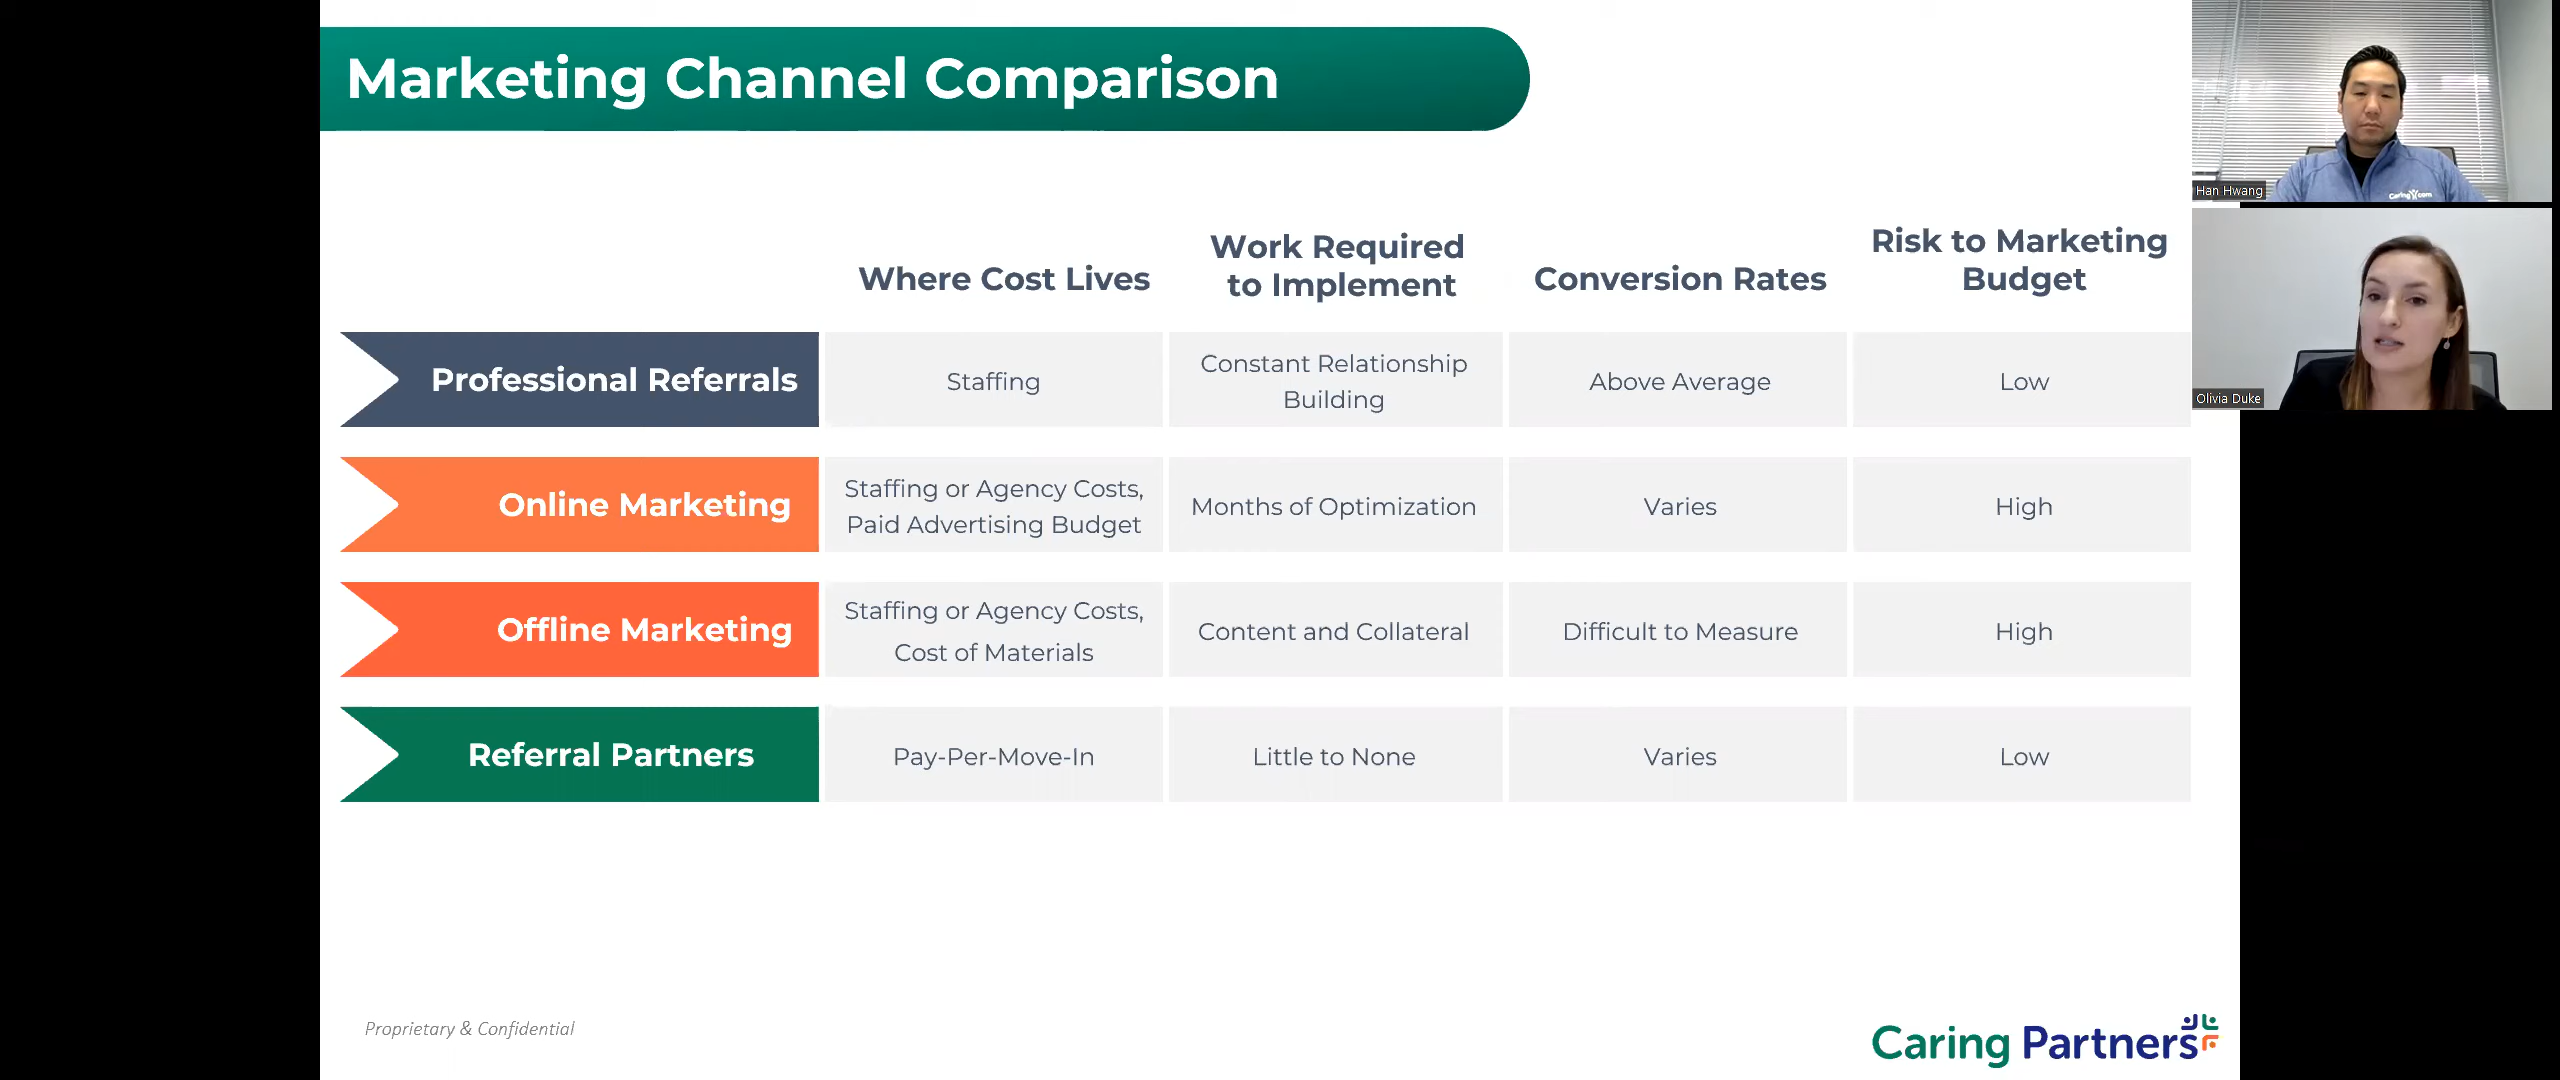 Marketing Channel Comparison
Where Cost Lives
Work Required
to Implement
Conversion Rates
Risk to Marketing
Budget
Professional Referrals
Staffing
Constant Relationship
Building
Above Average
Low
Online Marketing
Staffing or Agency Costs,
Paid Advertising Budget
Months of Optimization
Varies
High
Offline Marketing
Staffing or Agency Costs,
Cost of Materials
Content and Collateral
Difficult to Measure
High
Referral Partners
Pay-Per-Move-In
Little to None
Varies
Low
Proprietary & Confidential
Caring Partners
Caring.com
Han Hwang
Olivia Duke